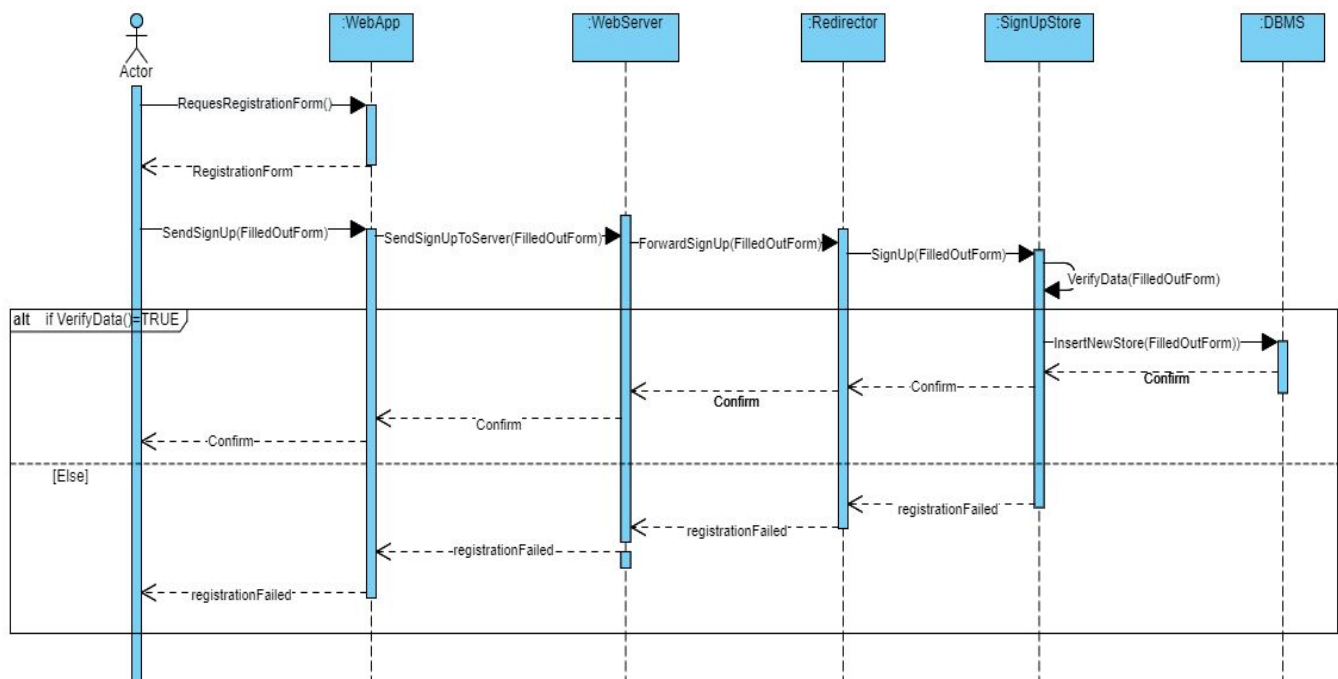 :WebApp
:WebServer
:Redirector
:SignUpStore
:DBMS
Actor
RequesRegistrationForm()
RegistrationForm
SendSignUp(FilledOutForm)
SendSignUpToServer(FilledOutForm)
ForwardSignUp(FilledOutForm)
SignUp(FilledOutForm)
VerifyData(FilledOutForm)
alt if VerifyData()=TRUE
InsertNewStore(FilledOutForm))
Confirm
Confirm
Confirm
Confirm
Confirm
[Else]
registrationFailed
registrationFailed
registrationFailed
registrationFailed